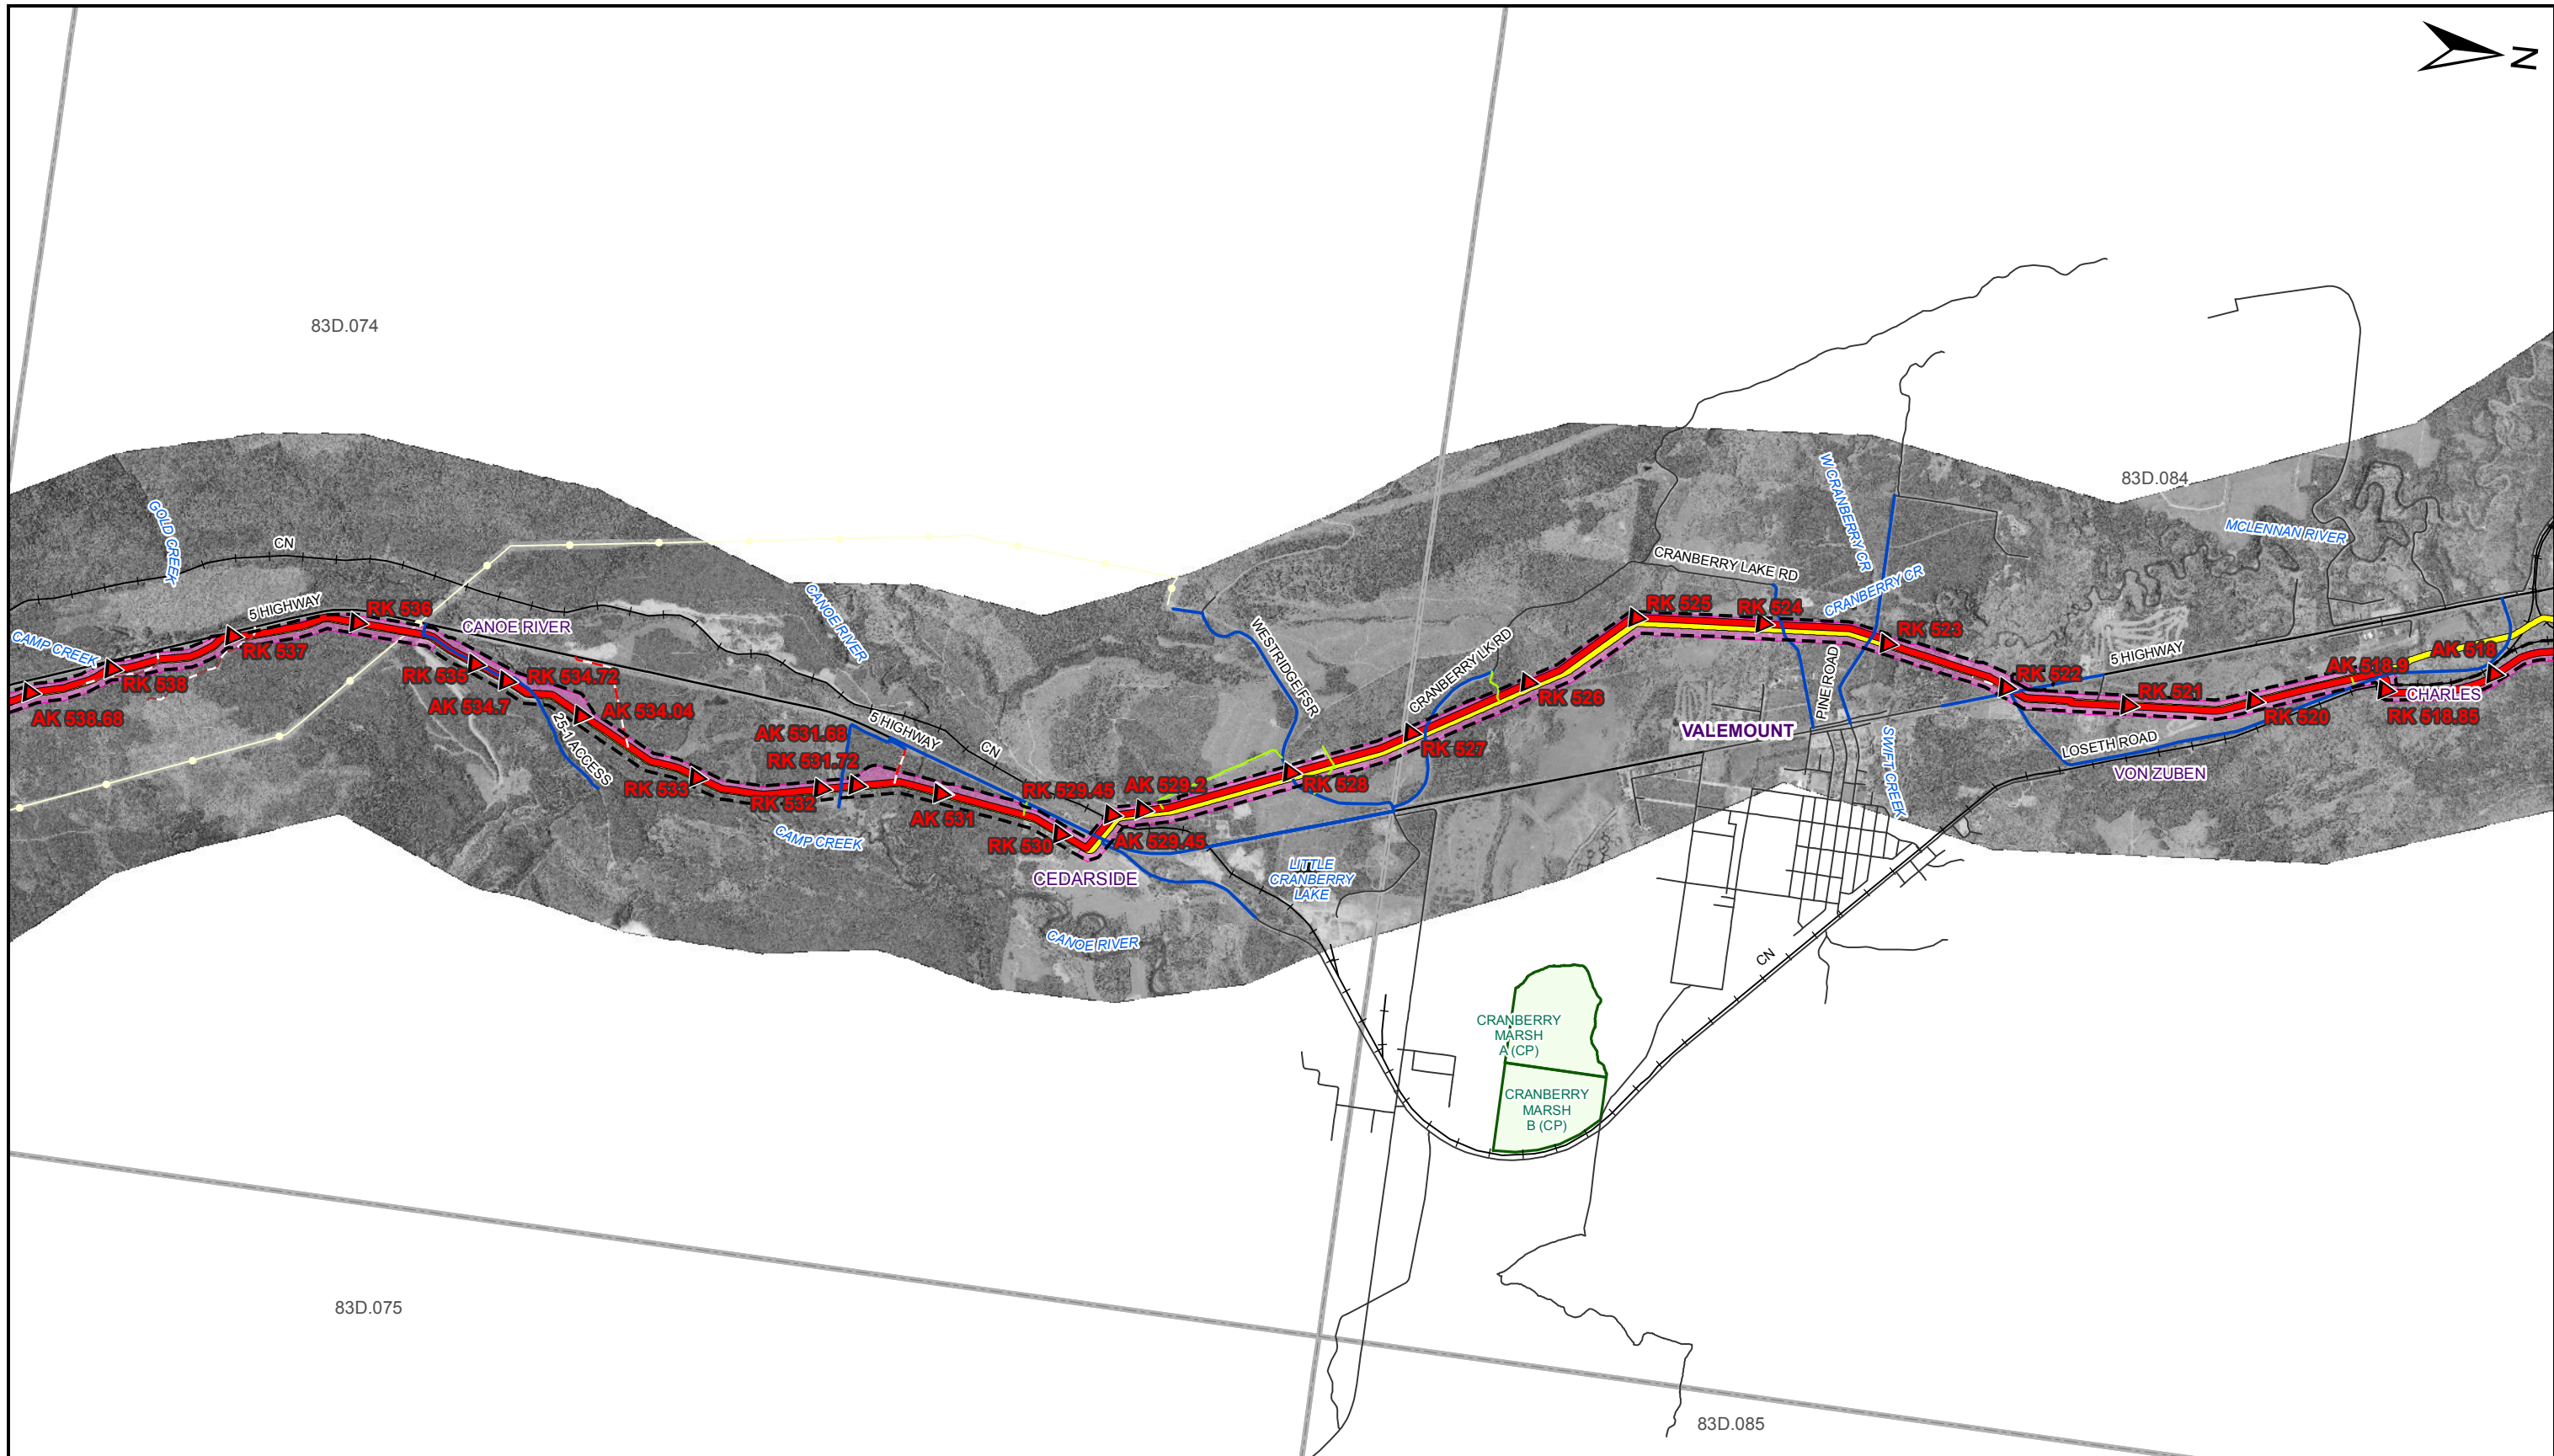 N
83D.074
83D.084
GOLD CREEK
CN
5 HIGHWAY
RK 536
CANOE RIVER
CAMP CREEK
RK 537
RK 538
AK 538.68
RK 535
RK 534.72
AK 534.7
AK 534.04
25-1 ACCESS
RK 533
RK 532
AK 531.68
RK 531.72
CANOE RIVER
5 HIGHWAY
CN
CAMP CREEK
AK 531
RK 529.45
AK 529.2
RK 530
AK 529.45
CEDARSIDE
CANOE RIVER
WESTRIDGE FSR
RK 528
LITTLE
CRANBERRY
LAKE
CRANBERRY LK RD
RK 527
RK 526
RK 525
CRANBERRY LAKE RD
RK 524
W CRANBERRY CR
CRANBERRY CR
RK 523
PINE ROAD
VALEMOUNT
SWIFT CREEK
RK 522
5 HIGHWAY
RK 521
LOSETH ROAD
VON ZUBEN
RK 520
MCLENNAN RIVER
AK 518.9
AK 518
CHARLES
RK 518.85
CN
CRANBERRY
MARSH
A (CP)
CRANBERRY
MARSH
B (CP)
83D.075
83D.085